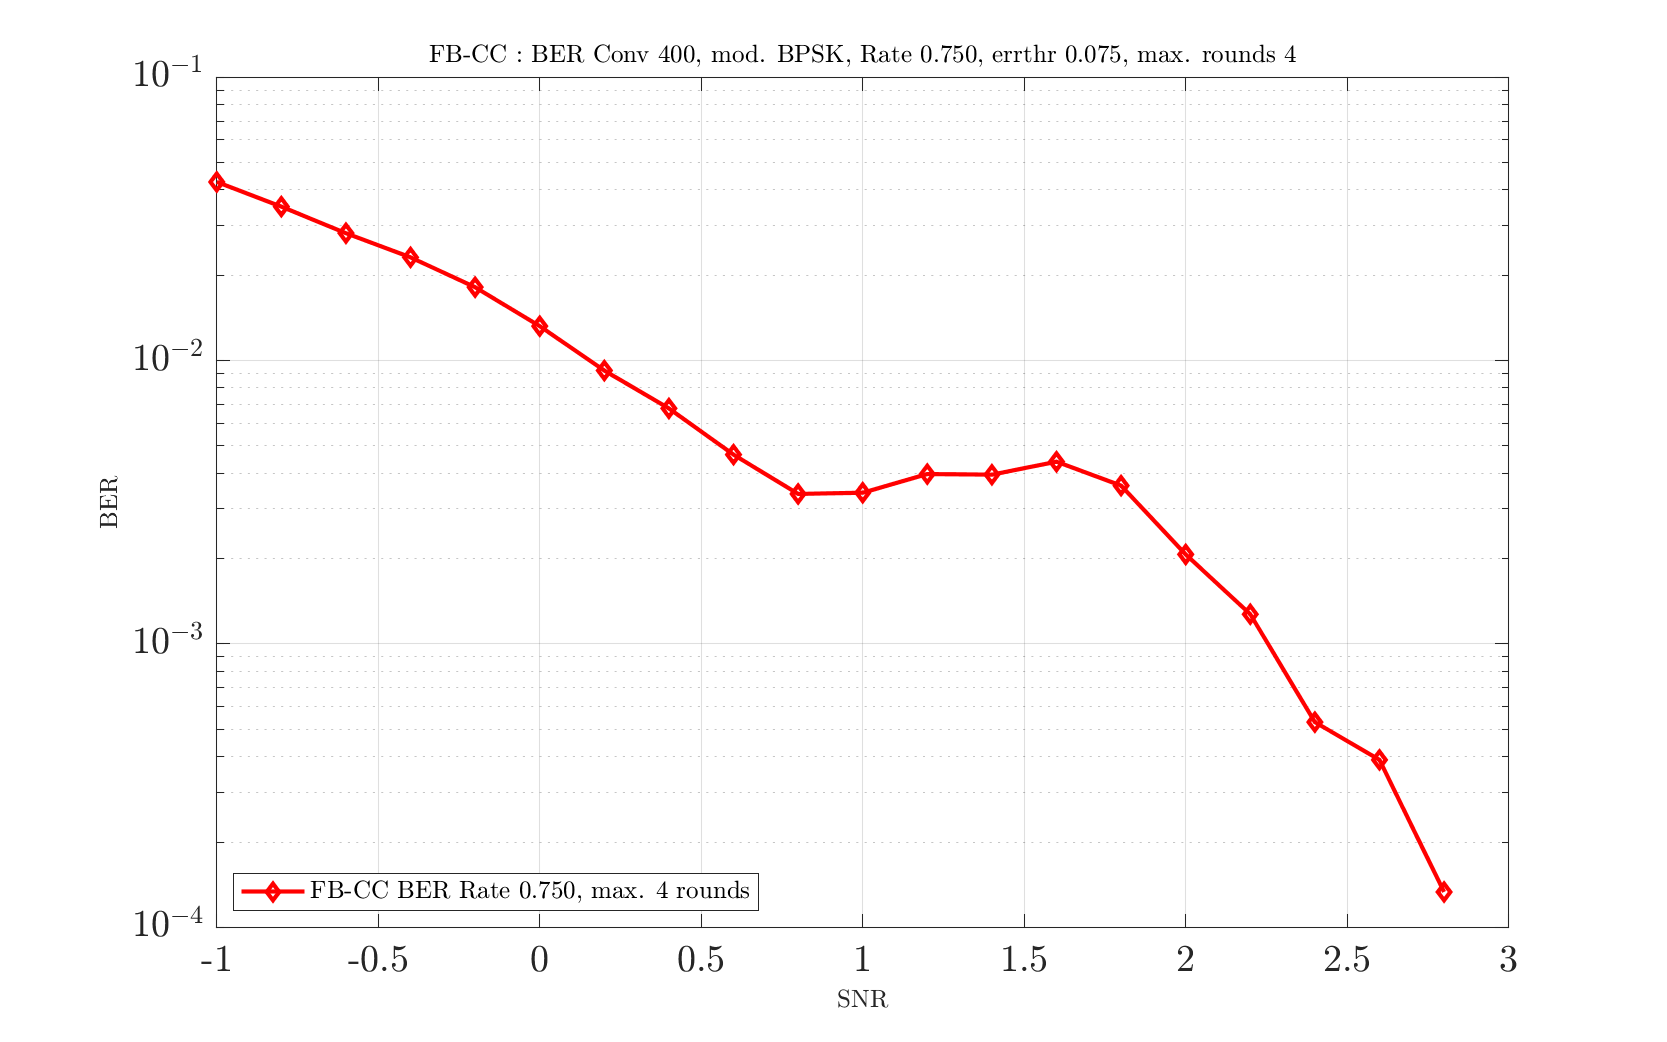 FB-CC : BER Conv 400, mod. BPSK, Rate 0.750, errthr 0.075, max. rounds 4
10⁻¹
10⁻²
10⁻³
10⁻⁴
BER
FB-CC BER Rate 0.750, max. 4 rounds
-1 -0.5 0 0.5 1 1.5 2 2.5 3
SNR